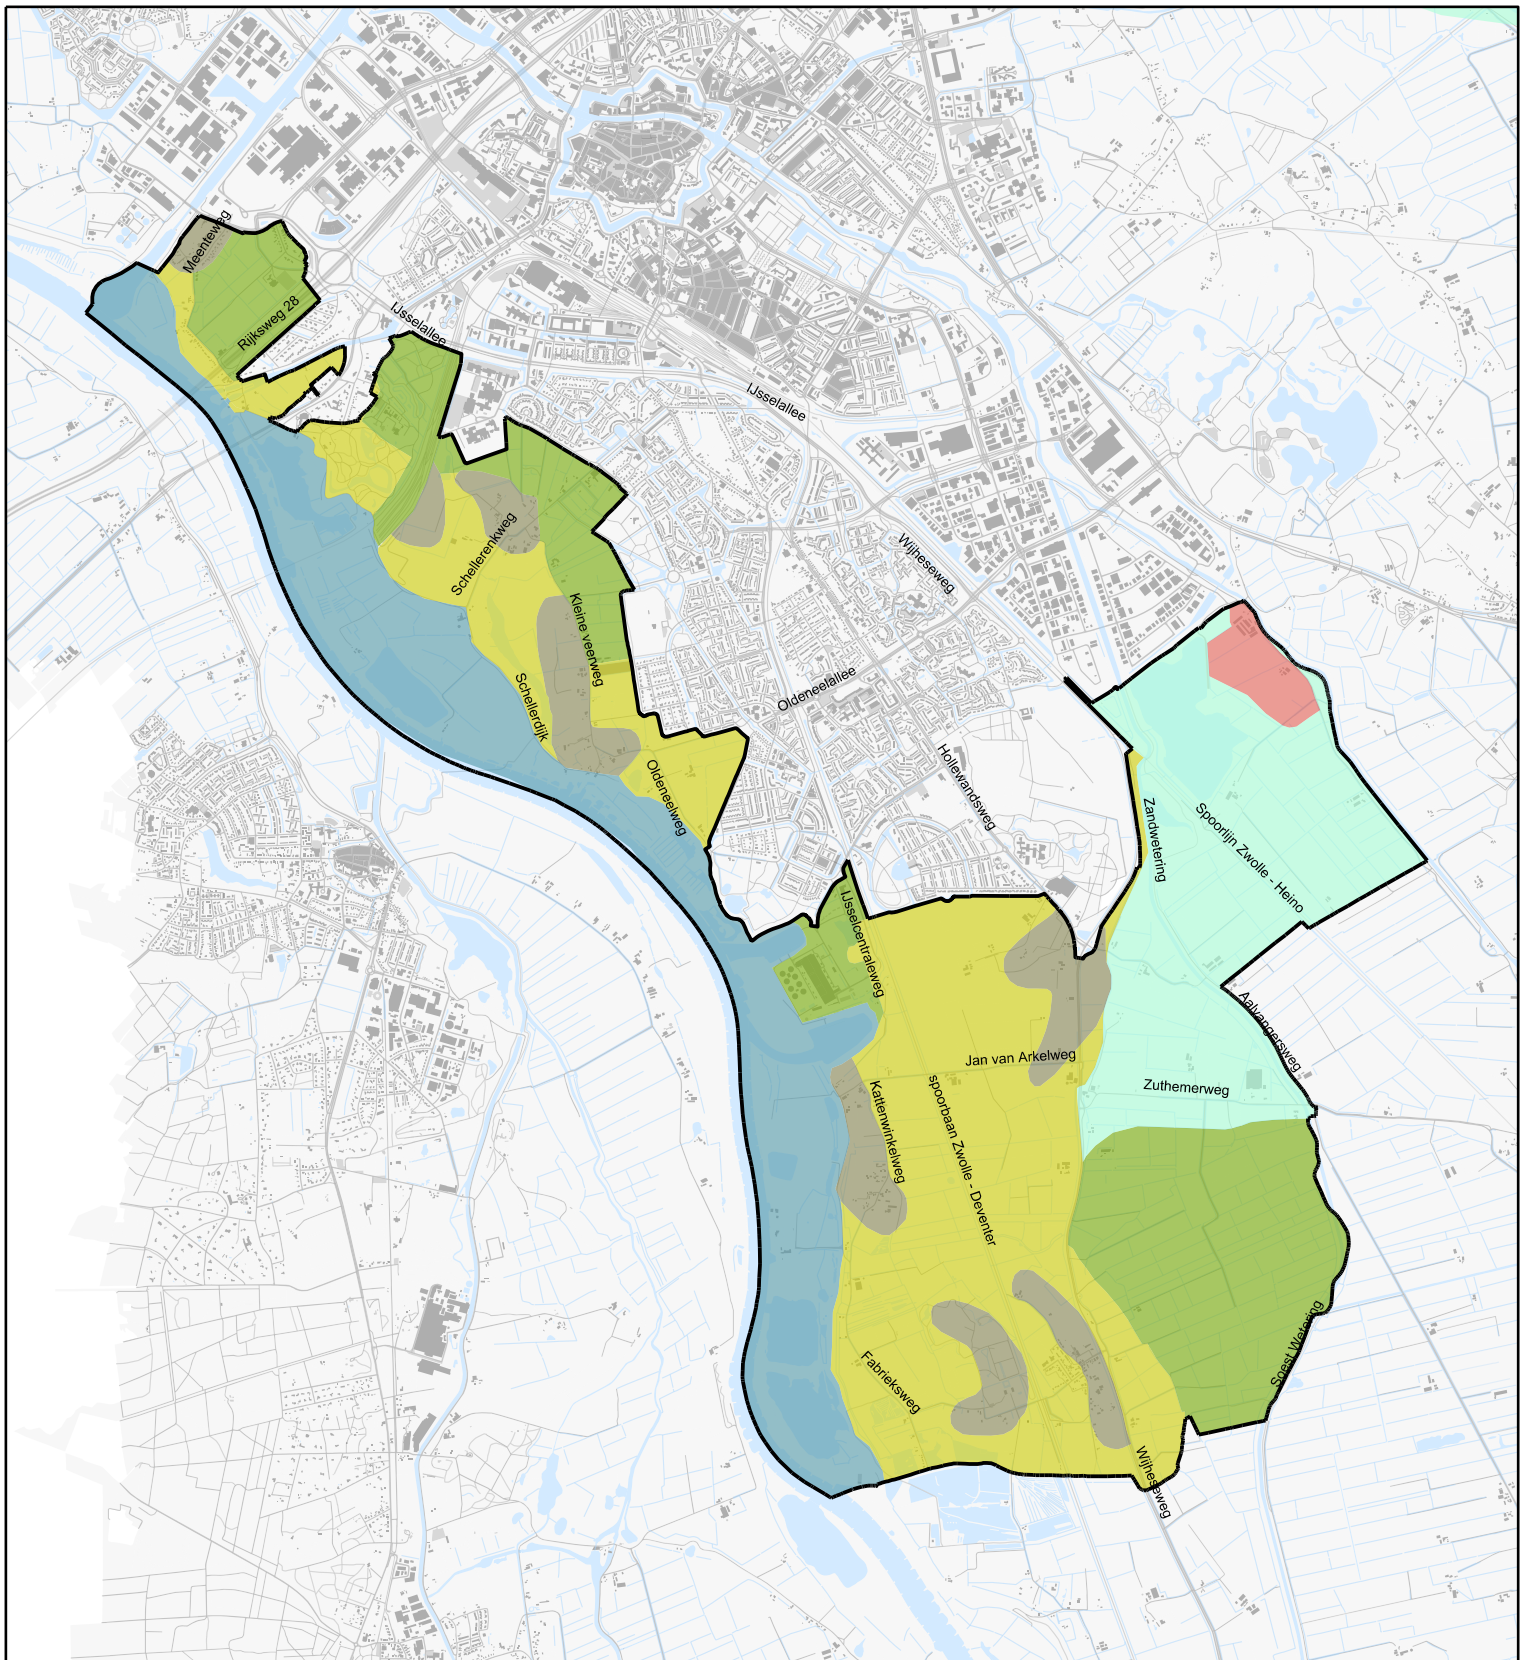 Meenteweg
Rijksweg 28
IJsselallee
IJsselallee
Schellerenkweg
Wijheseweg
Kleine veerweg
Schellerdijk
Oldeneelallee
Oldeneelweg
Hollewandsweg
Zandwetering
Spoorlijn Zwolle - Heino
IJsselcentraleweg
Aalvangersweg
Jan van Arkelweg
Zuthemerweg
Kattenwinkelweg
spoorbaan Zwolle - Deventer
Soest Wetering
Fabrieksweg
Wijheseweg